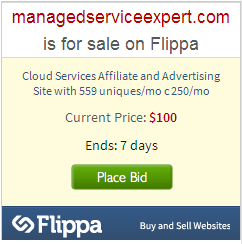 managedserviceexpert.com
is for sale on Flippa
Cloud Services Affiliate and Advertising
Site with 559 uniques/mo c250/mo
Current Price: $100
Ends: 7 days
Place Bid
Flippa Buy and Sell Websites